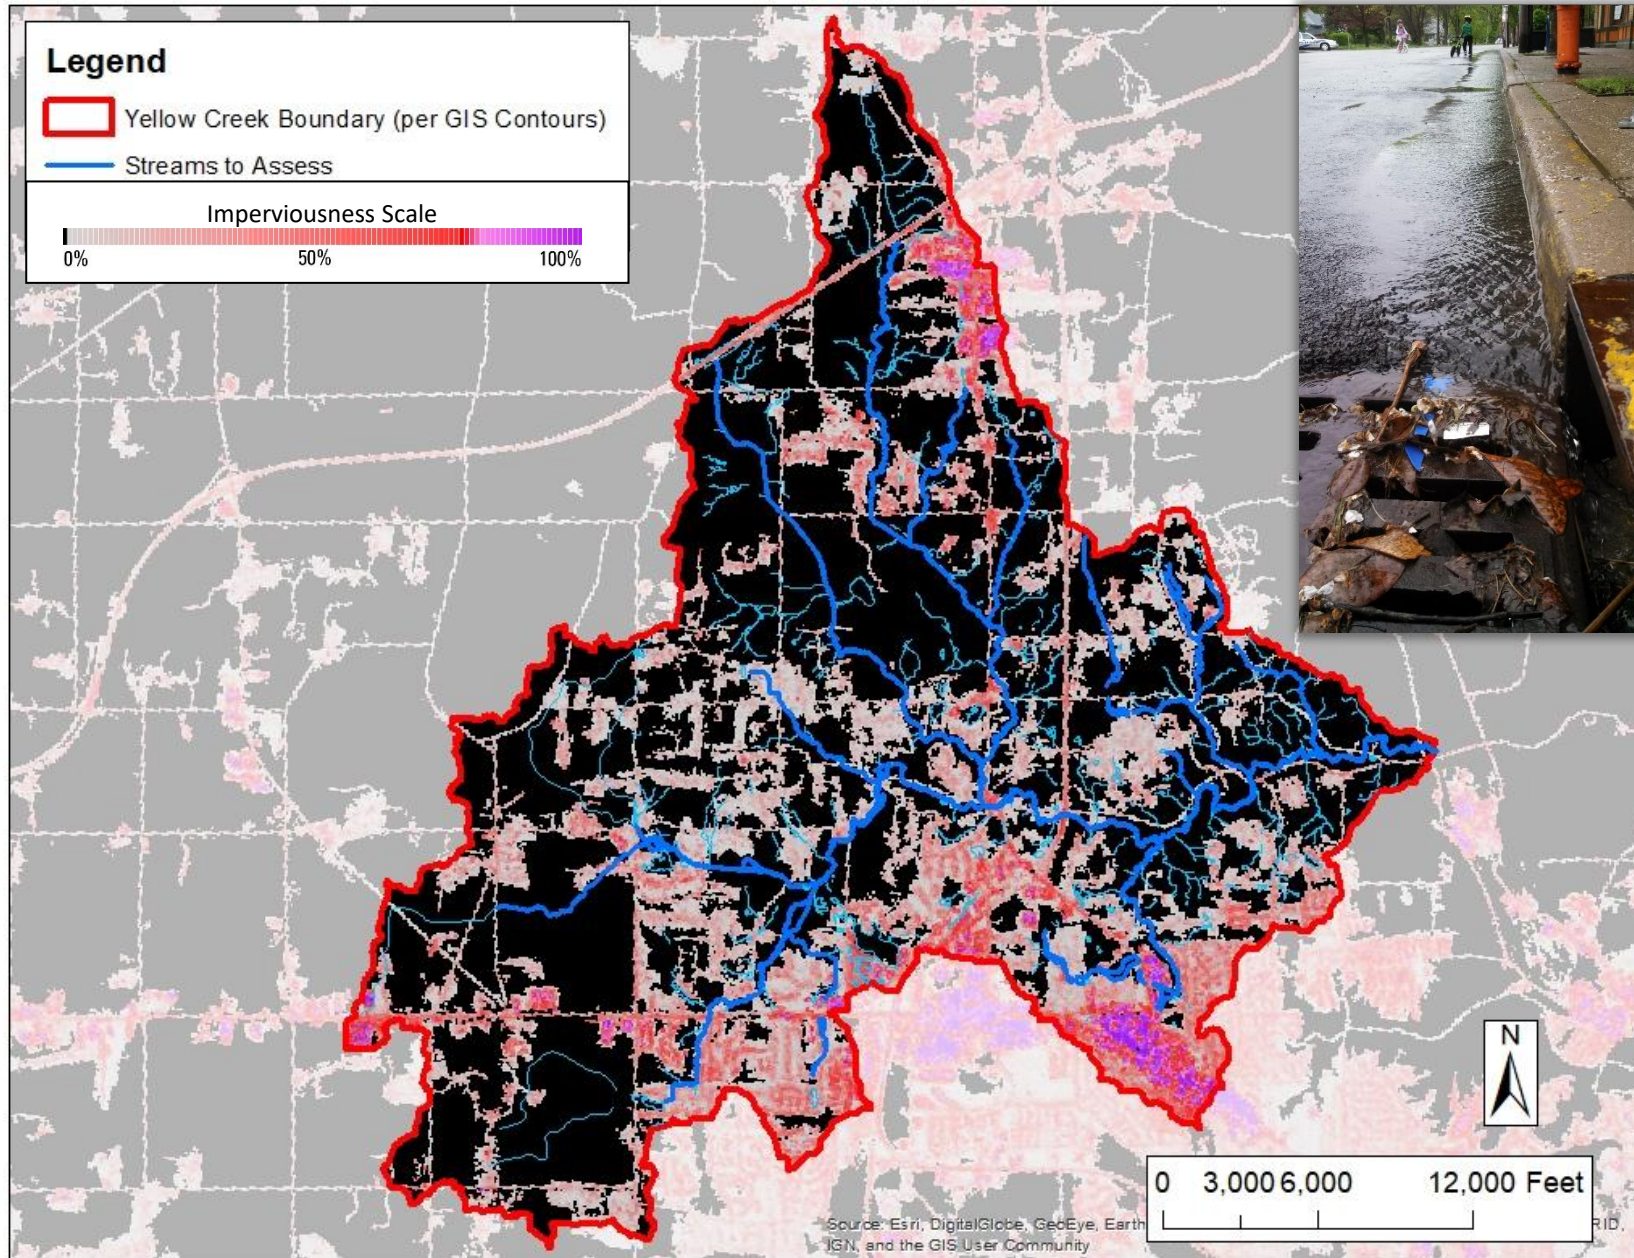 Legend
Yellow Creek Boundary (per GIS Contours)
Streams to Assess
Imperviousness Scale
0% 50% 100%
N
0 3,000 6,000 12,000 Feet
Source: Esri, DigitalGlobe, GeoEye, Earth RID,
IGN, and the GIS User Community